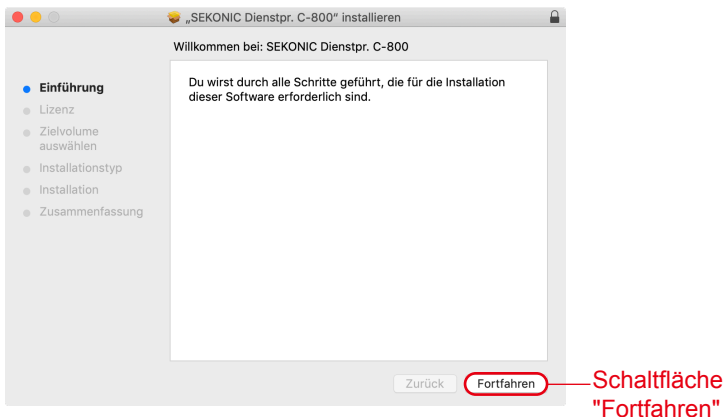 „SEKONIC Dienstpr. C-800“ installieren
Willkommen bei: SEKONIC Dienstpr. C-800
Einführung
Lizenz
Zielvolume
auswählen
Installationstyp
Installation
Zusammenfassung
Du wirst durch alle Schritte geführt, die für die Installation
dieser Software erforderlich sind.
Zurück
Fortfahren
Schaltfläche
"Fortfahren"